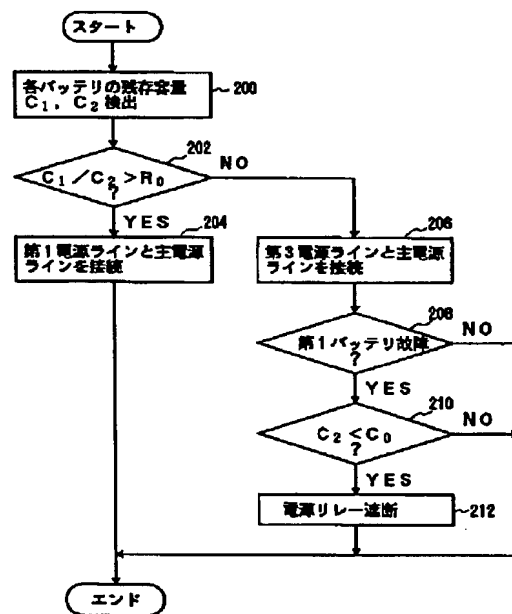 スタート
各バッテリの残存容量
C₁, C₂ 検出
200
202
C₁／C₂＞R₀
?
NO
YES
204
第1電源ラインと主電源
ラインを接続
206
第3電源ラインと主電源
ラインを接続
208
第1バッテリ故障
?
NO
YES
210
C₂＜C₀
?
NO
YES
電源リレー遮断
212
エンド